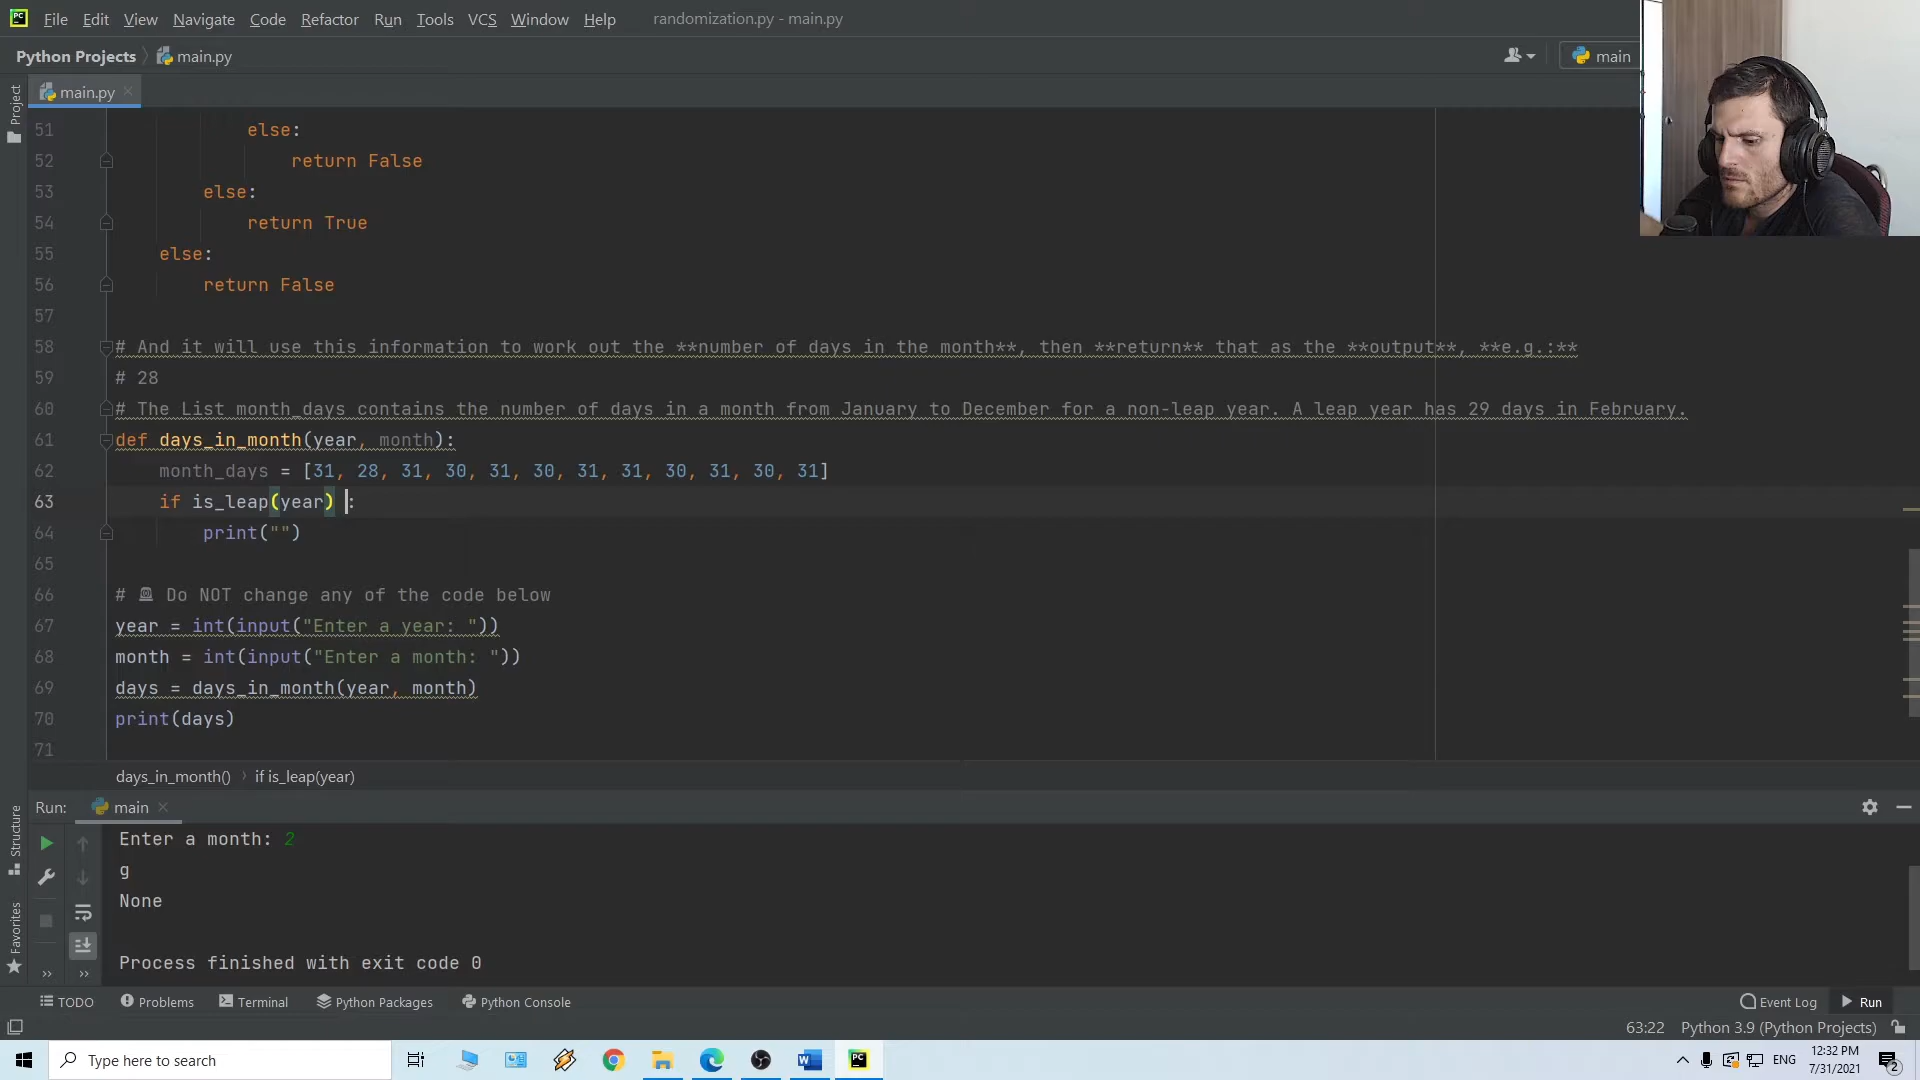 File Edit View Navigate Code Refactor Run Tools VCS Window Help randomization.py - main.py
Python Projects main.py main
Project
main.py
51 else:
52 return False
53 else:
54 return True
55 else:
56 return False
57
58 # And it will use this information to work out the **number of days in the month**, then **return** that as the **output**, **e.g.:**
59 # 28
60 # The List month_days contains the number of days in a month from January to December for a non-leap year. A leap year has 29 days in February.
61 def days_in_month(year, month):
62 month_days = [31, 28, 31, 30, 31, 30, 31, 31, 30, 31, 30, 31]
63 if is_leap(year) :
64 print("")
65
66 # 🚨 Do NOT change any of the code below
67 year = int(input("Enter a year: "))
68 month = int(input("Enter a month: "))
69 days = days_in_month(year, month)
70 print(days)
71
days_in_month() › if is_leap(year)
Run: main
Structure
Favorites
Enter a month: 2
g
None
Process finished with exit code 0
TODO Problems Terminal Python Packages Python Console Event Log Run
63:22 Python 3.9 (Python Projects)
Type here to search
ENG
12:32 PM
7/31/2021
2